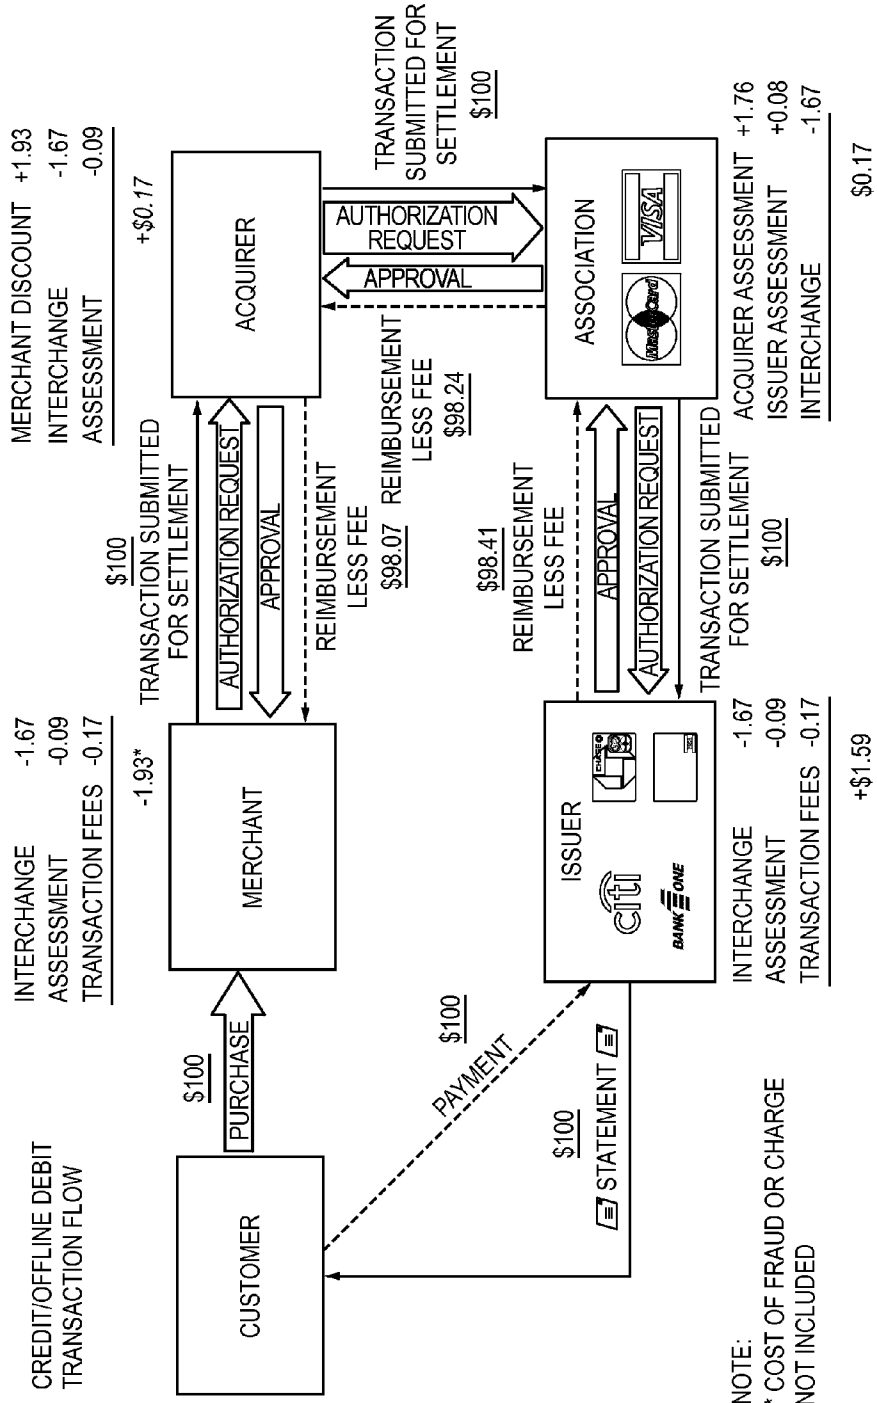 CREDIT/OFFLINE DEBIT
TRANSACTION FLOW
INTERCHANGE -1.67
ASSESSMENT -0.09
TRANSACTION FEES -0.17
-1.93*
MERCHANT DISCOUNT +1.93
INTERCHANGE -1.67
ASSESSMENT -0.09
+$0.17
CUSTOMER
$100
PURCHASE
MERCHANT
$100
TRANSACTION SUBMITTED
FOR SETTLEMENT
AUTHORIZATION REQUEST
APPROVAL
REIMBURSEMENT
LESS FEE
$98.07
ACQUIRER
TRANSACTION
SUBMITTED FOR
SETTLEMENT
$100
AUTHORIZATION
REQUEST
APPROVAL
REIMBURSEMENT
LESS FEE
$98.24
PAYMENT
$100
$100
STATEMENT
ISSUER
citi
BANK ONE
CHASE
$98.41
REIMBURSEMENT
LESS FEE
APPROVAL
AUTHORIZATION REQUEST
TRANSACTION SUBMITTED
FOR SETTLEMENT
$100
ASSOCIATION
MasterCard
VISA
NOTE:
* COST OF FRAUD OR CHARGE
NOT INCLUDED
INTERCHANGE -1.67
ASSESSMENT -0.09
TRANSACTION FEES -0.17
+$1.59
ACQUIRER ASSESSMENT +1.76
ISSUER ASSESSMENT +0.08
INTERCHANGE -1.67
$0.17